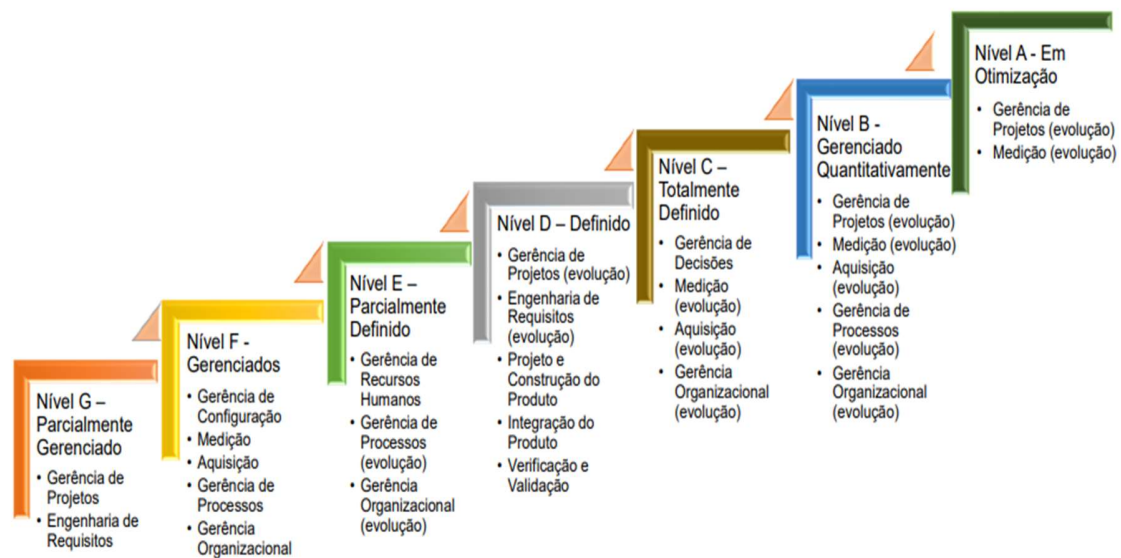 Nível G –
Parcialmente
Gerenciado
• Gerência de
Projetos
• Engenharia de
Requisitos
Nível F -
Gerenciados
• Gerência de
Configuração
• Medição
• Aquisição
• Gerência de
Processos
• Gerência
Organizacional
Nível E –
Parcialmente
Definido
• Gerência de
Recursos
Humanos
• Gerência de
Processos
(evolução)
• Gerência
Organizacional
(evolução)
Nível D – Definido
• Gerência de
Projetos (evolução)
• Engenharia de
Requisitos
(evolução)
• Projeto e
Construção do
Produto
• Integração do
Produto
• Verificação e
Validação
Nível C –
Totalmente
Definido
• Gerência de
Decisões
• Medição
(evolução)
• Aquisição
(evolução)
• Gerência
Organizacional
(evolução)
Nível B -
Gerenciado
Quantitativamente
• Gerência de
Projetos (evolução)
• Medição (evolução)
• Aquisição
(evolução)
• Gerência de
Processos
(evolução)
• Gerência
Organizacional
(evolução)
Nível A - Em
Otimização
• Gerência de
Projetos (evolução)
• Medição (evolução)